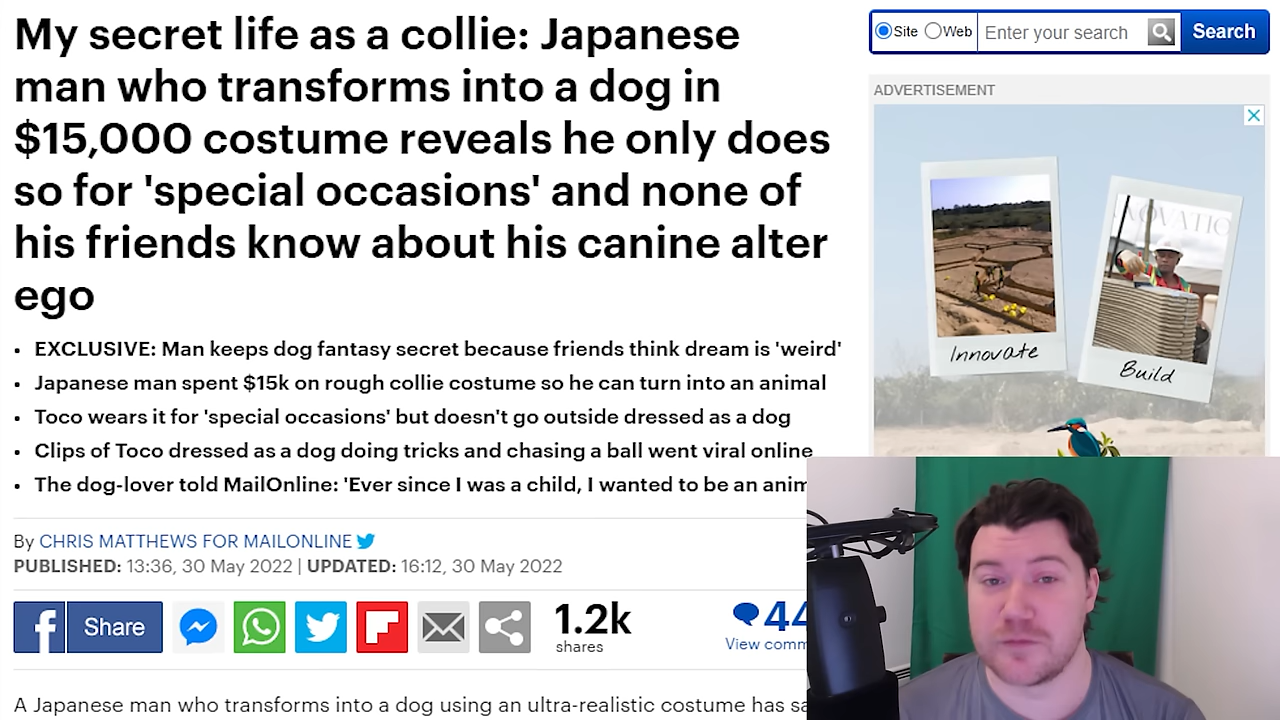 My secret life as a collie: Japanese
man who transforms into a dog in
$15,000 costume reveals he only does
so for 'special occasions' and none of
his friends know about his canine alter
ego
• EXCLUSIVE: Man keeps dog fantasy secret because friends think dream is 'weird'
• Japanese man spent $15k on rough collie costume so he can turn into an animal
• Toco wears it for 'special occasions' but doesn't go outside dressed as a dog
• Clips of Toco dressed as a dog doing tricks and chasing a ball went viral online
• The dog-lover told MailOnline: 'Ever since I was a child, I wanted to be an anim
By CHRIS MATTHEWS FOR MAILONLINE
PUBLISHED: 13:36, 30 May 2022 | UPDATED: 16:12, 30 May 2022
f Share
1.2k
shares
44
View comm
A Japanese man who transforms into a dog using an ultra-realistic costume has sa
Site Web Enter your search Search
ADVERTISEMENT
Innovate
Build